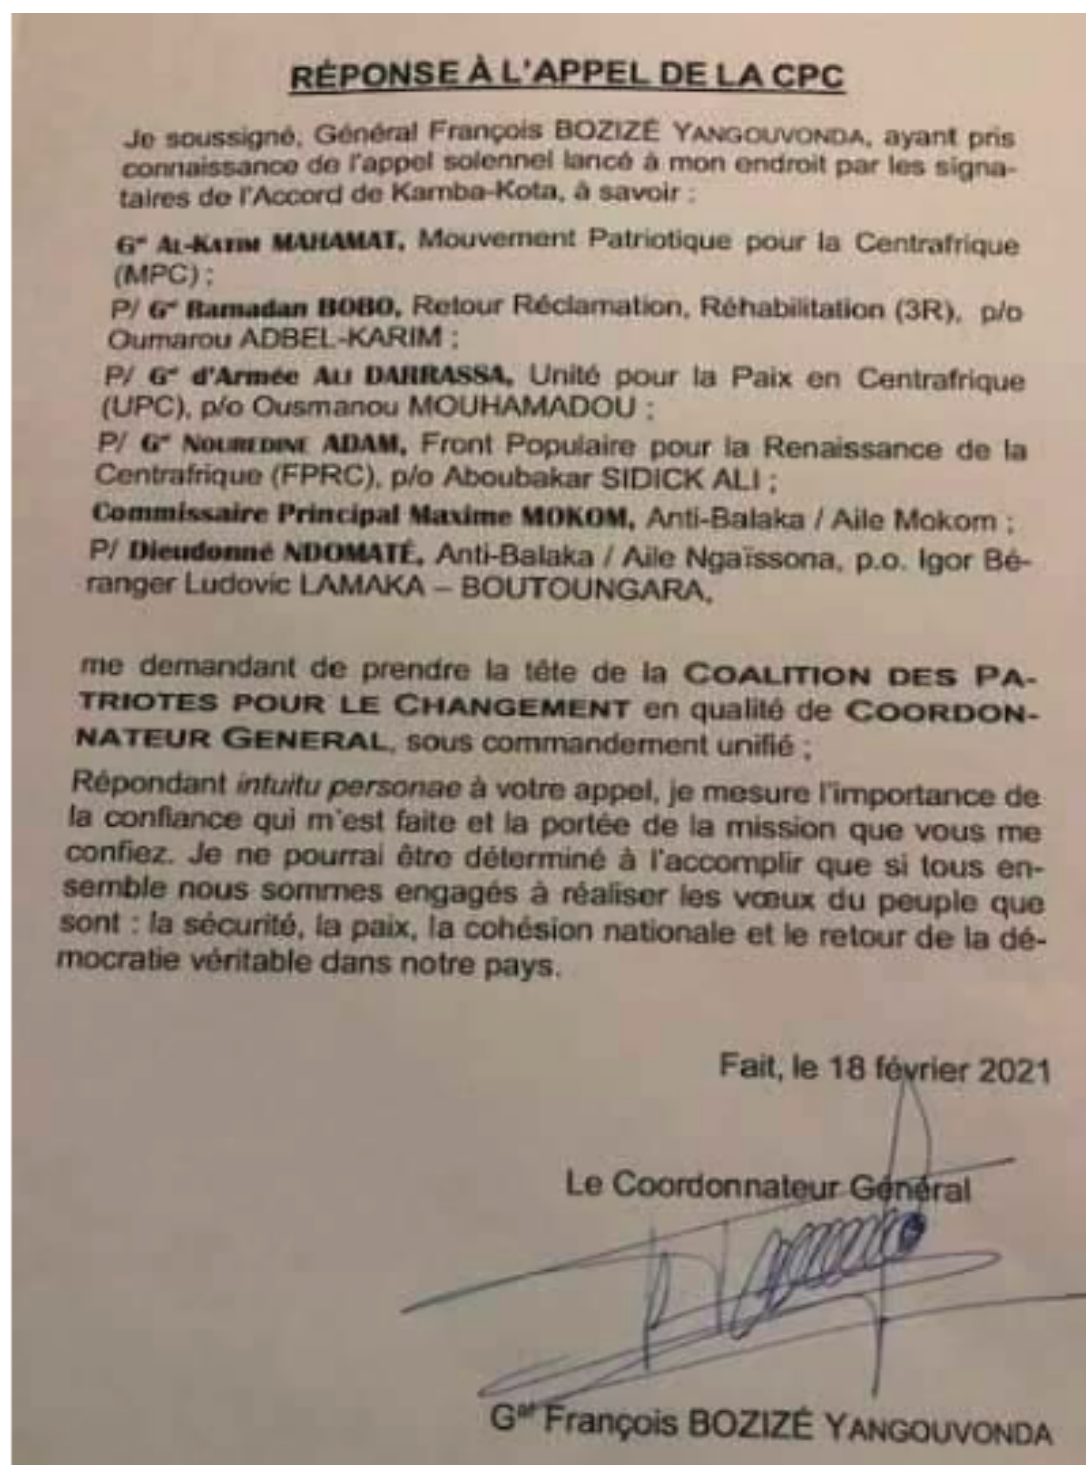 RÉPONSE À L'APPEL DE LA CPC
Je soussigné, Général François BOZIZÉ YANGOUVONDA, ayant pris
connaissance de l'appel solennel lancé à mon endroit par les signa-
taires de l'Accord de Kamba-Kota, à savoir :
Gal AL-KATIM MAHAMAT, Mouvement Patriotique pour la Centrafrique
(MPC) ;
P/ Gal Ramadan BOBO, Retour Réclamation, Réhabilitation (3R), p/o
Oumarou ADBEL-KARIM ;
P/ Gal d'Armée ALI DARRASSA, Unité pour la Paix en Centrafrique
(UPC), p/o Ousmanou MOUHAMADOU ;
P/ Gal NOUREDINE ADAM, Front Populaire pour la Renaissance de la
Centrafrique (FPRC), p/o Aboubakar SIDICK ALI ;
Commissaire Principal Maxime MOKOM, Anti-Balaka / Aile Mokom ;
P/ Dieudonné NDOMATÉ, Anti-Balaka / Aile Ngaïssona, p.o. Igor Bé-
ranger Ludovic LAMAKA – BOUTOUNGARA,
me demandant de prendre la tête de la COALITION DES PA-
TRIOTES POUR LE CHANGEMENT en qualité de COORDON-
NATEUR GENERAL, sous commandement unifié ;
Répondant intuitu personae à votre appel, je mesure l'importance de
la confiance qui m'est faite et la portée de la mission que vous me
confiez. Je ne pourrai être déterminé à l'accomplir que si tous en-
semble nous sommes engagés à réaliser les vœux du peuple que
sont : la sécurité, la paix, la cohésion nationale et le retour de la dé-
mocratie véritable dans notre pays.
Fait, le 18 février 2021
Le Coordonnateur Général
Gal François BOZIZÉ YANGOUVONDA